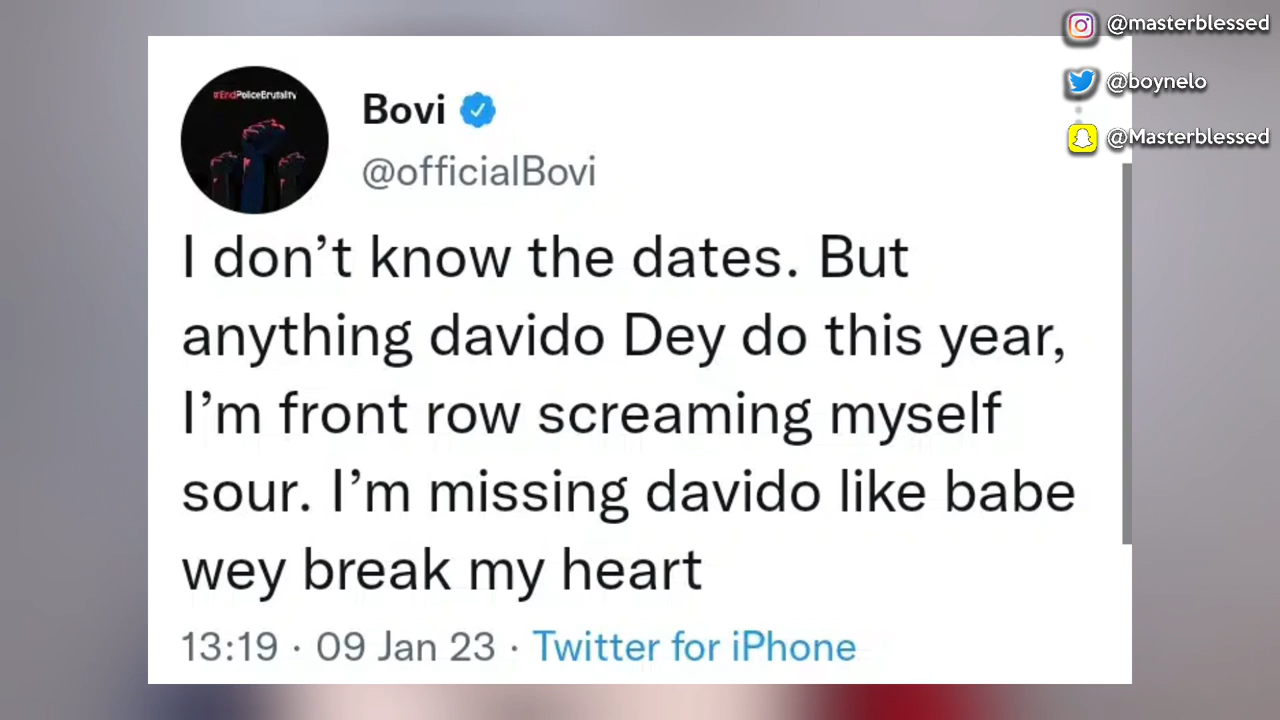 @masterblessed
@boynelo
@Masterblessed
#EndPoliceBrutality
Bovi
@officialBovi
I don’t know the dates. But
anything davido Dey do this year,
I’m front row screaming myself
sour. I’m missing davido like babe
wey break my heart
13:19 · 09 Jan 23 · Twitter for iPhone